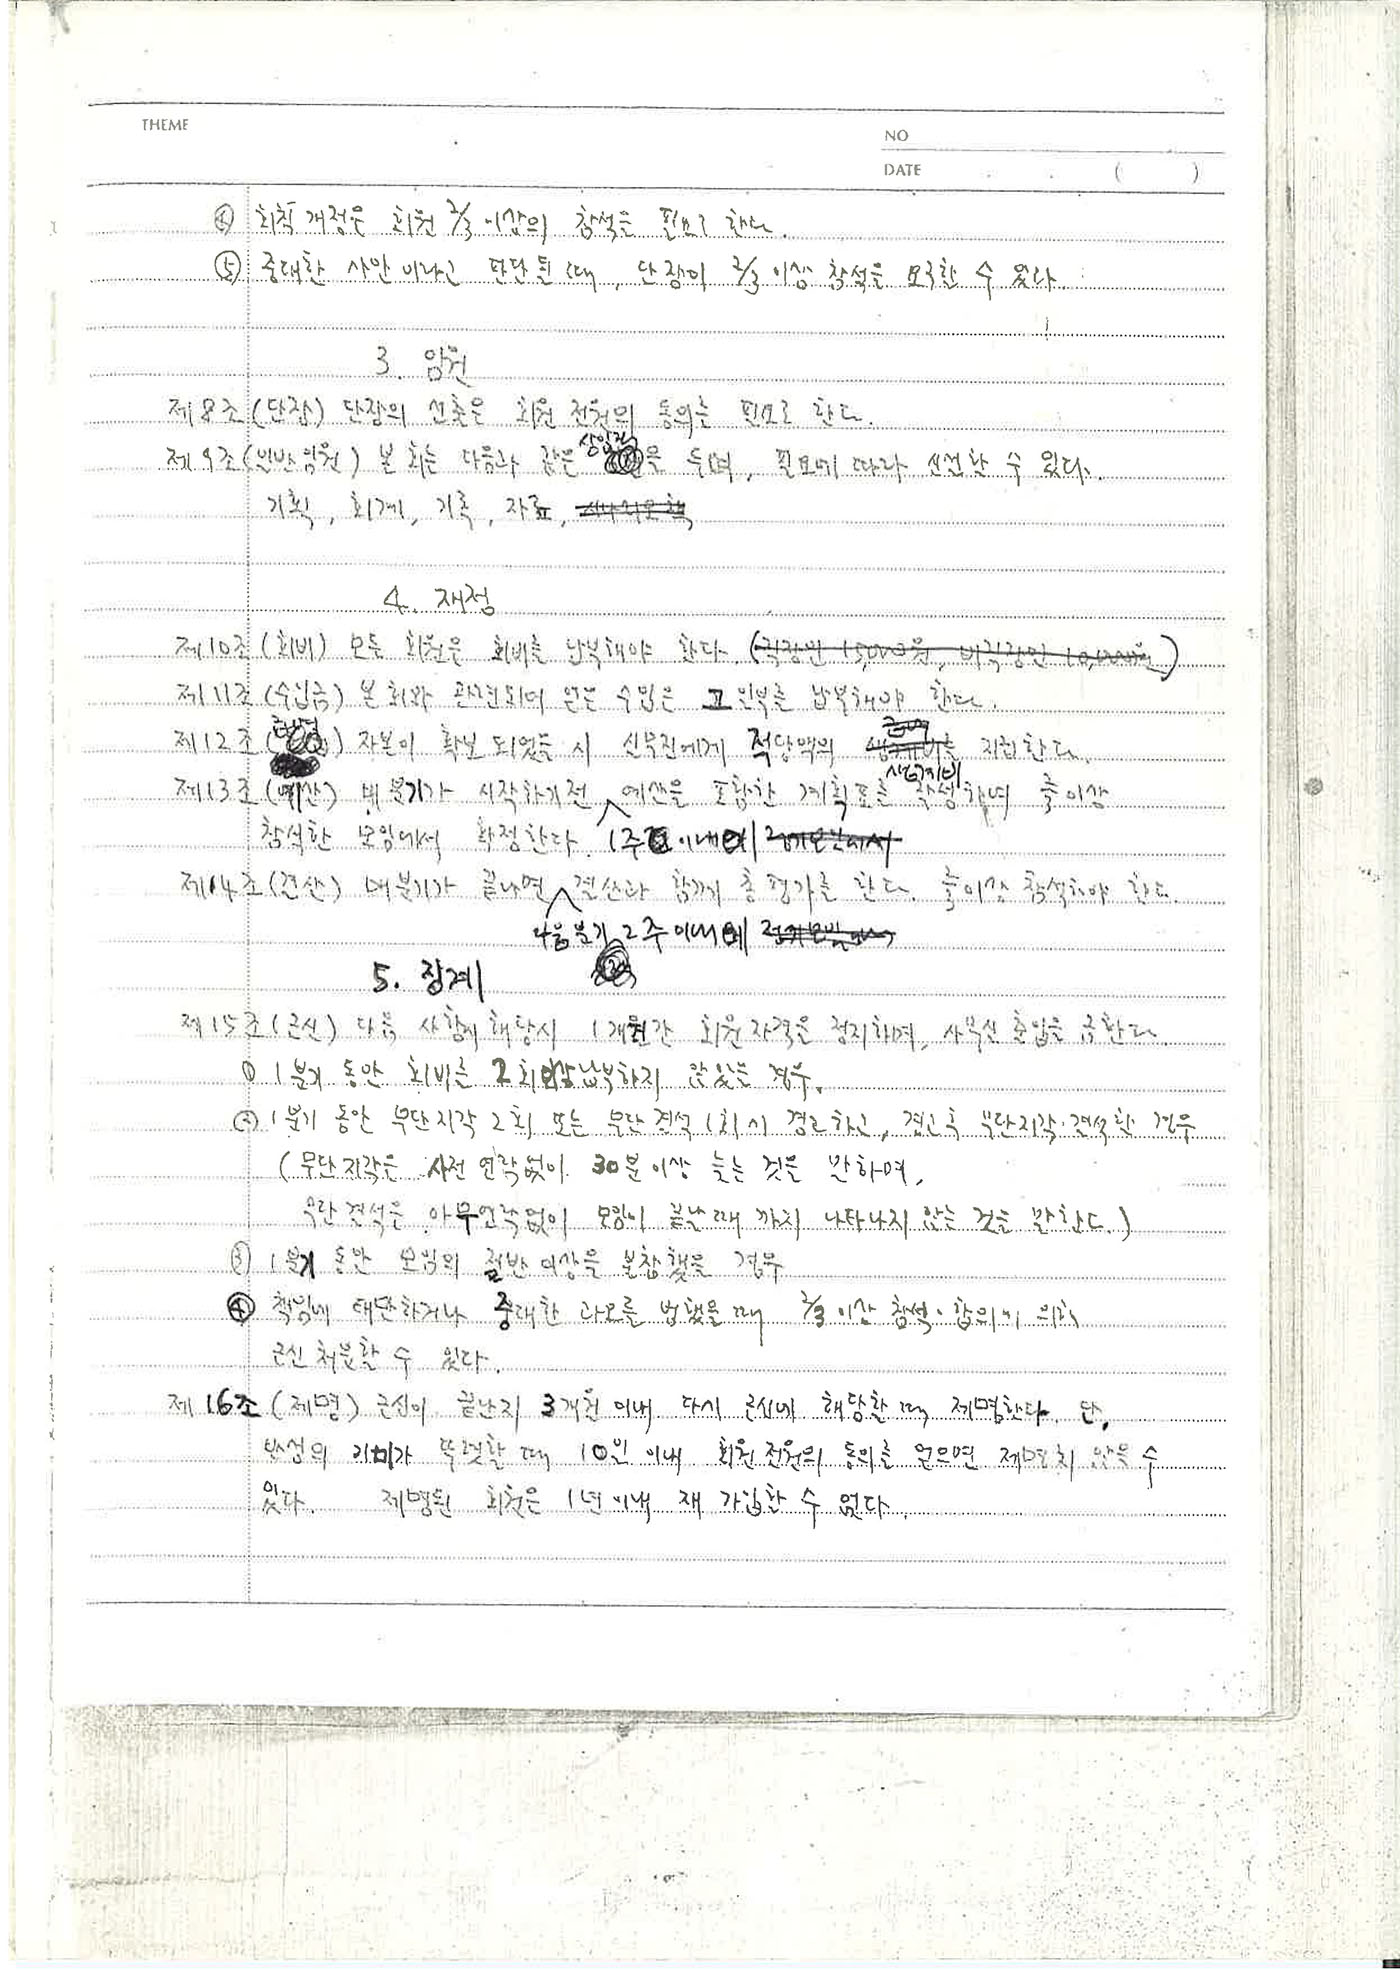 THEME
NO
DATE . . ( )
④ 회칙 개정은 회원 2/3 이상의 참석을 필요로 한다.
⑤ 중대한 사안이라고 판단될 때, 단장이 2/3 이상 참석을 요구할 수 있다.
3. 임원
제8조 (단장) 단장의 선출은 회원 전원의 동의를 필요로 한다.
상임직
제9조 (일반임원) 본 회는 다음과 같은 을 두며, 필요에 따라 신설할 수 있다.
기획, 회계, 기록, 자료,
4. 재정
제10조 (회비) 모든 회원은 회비를 납부해야 한다. (직장인 15,000원, 비직장인 10,000원)
제11조 (수입금) 본 회와 관련되어 얻은 수입은 그 일부를 납부해야 한다.
제12조 ( ) 자본이 확보되었을 시 실무진에게 적당액의 를 지원한다.
생계비
제13조 (예산) 매 분기가 시작하기 전 예산을 포함한 계획표를 작성하며 출이상
참석한 모임에서 확정한다. 1주 이내에
제14조 (결산) 매분기가 끝나면 결산과 함께 총평가를 한다. 출이상 참석해야 한다.
다음분기 2주 이내에
5. 징계
제15조 (근신) 다음 사항에 해당시 1개월간 회원자격을 정지하며, 사무실 출입을 금한다.
① 1분기 동안 회비를 2회이상 납부하지 않았을 경우.
② 1분기 동안 무단지각 2회 또는 무단결석 1회시 경고하고, 경고후 무단지각·결석한 경우
(무단지각은 사전 연락없이 30분이상 늦는 것을 말하며,
무단결석은 아무연락없이 모임이 끝날때 까지 나타나지 않는 것을 말한다.)
③ 1분기 동안 모임의 절반 이상을 불참했을 경우
④ 책임에 태만하거나 중대한 과오를 범했을 때 2/3 이상 참석·합의에 의해
근신 처분할 수 있다.
제16조 (제명) 근신이 끝난지 3개월 이내 다시 근신에 해당할 때 제명한다. 단,
반성의 기미가 뚜렷할 때 10일 이내 회원 전원의 동의를 얻으면 제명치 않을 수
있다. 제명된 회원은 1년 이내 재 가입할 수 없다.